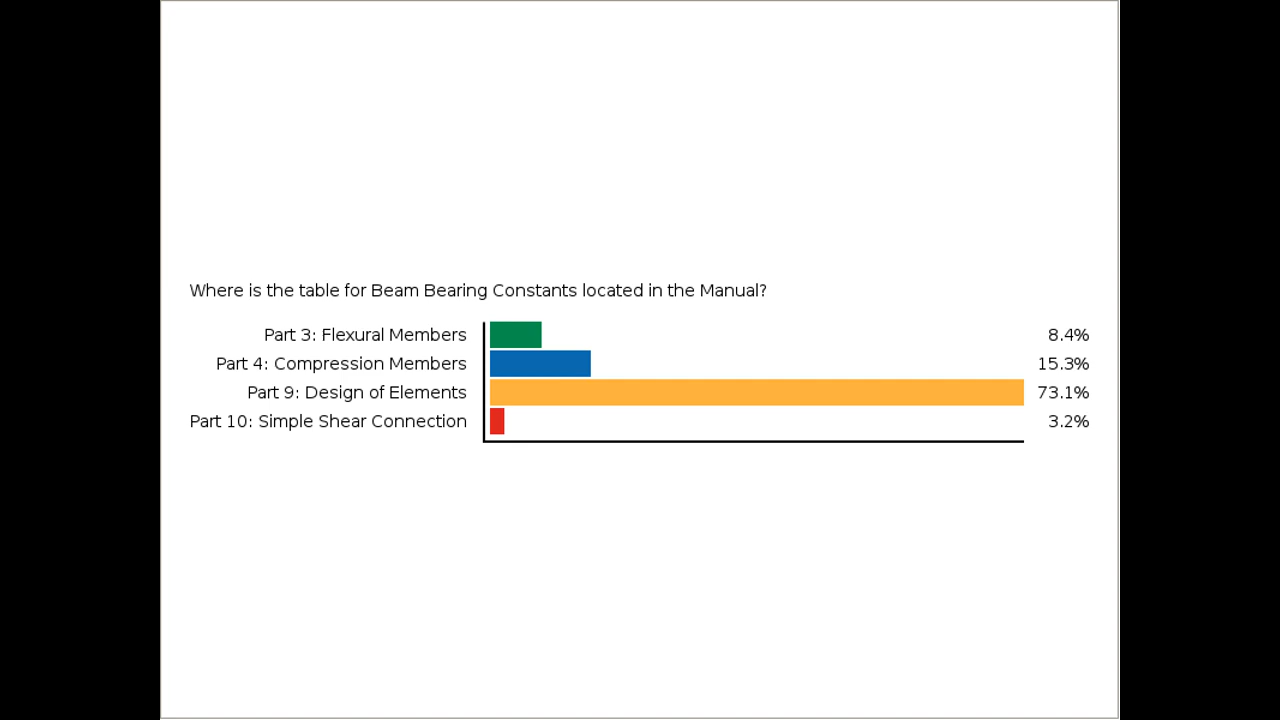 Where is the table for Beam Bearing Constants located in the Manual?
Part 3: Flexural Members 8.4%
Part 4: Compression Members 15.3%
Part 9: Design of Elements 73.1%
Part 10: Simple Shear Connection 3.2%